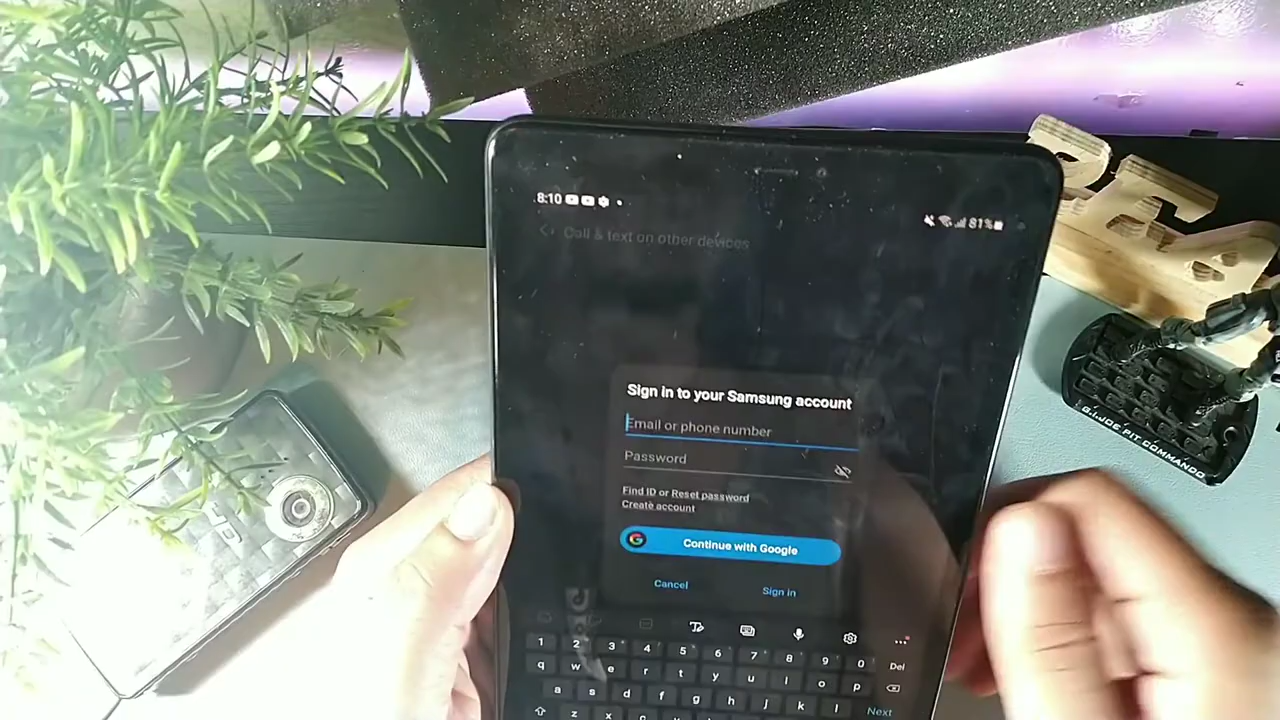 8:10
81%
Call & text on other devices
Sign in to your Samsung account
Email or phone number
Password
Find ID or Reset password
Create account
G Continue with Google
Cancel
Sign in
1 2 3 4 5 6 7 8 9 0 Del
q w e r t y u i o p
a s d f g h j k l Next
z x c v b n m
G.I.JOE PIT COMMANDO